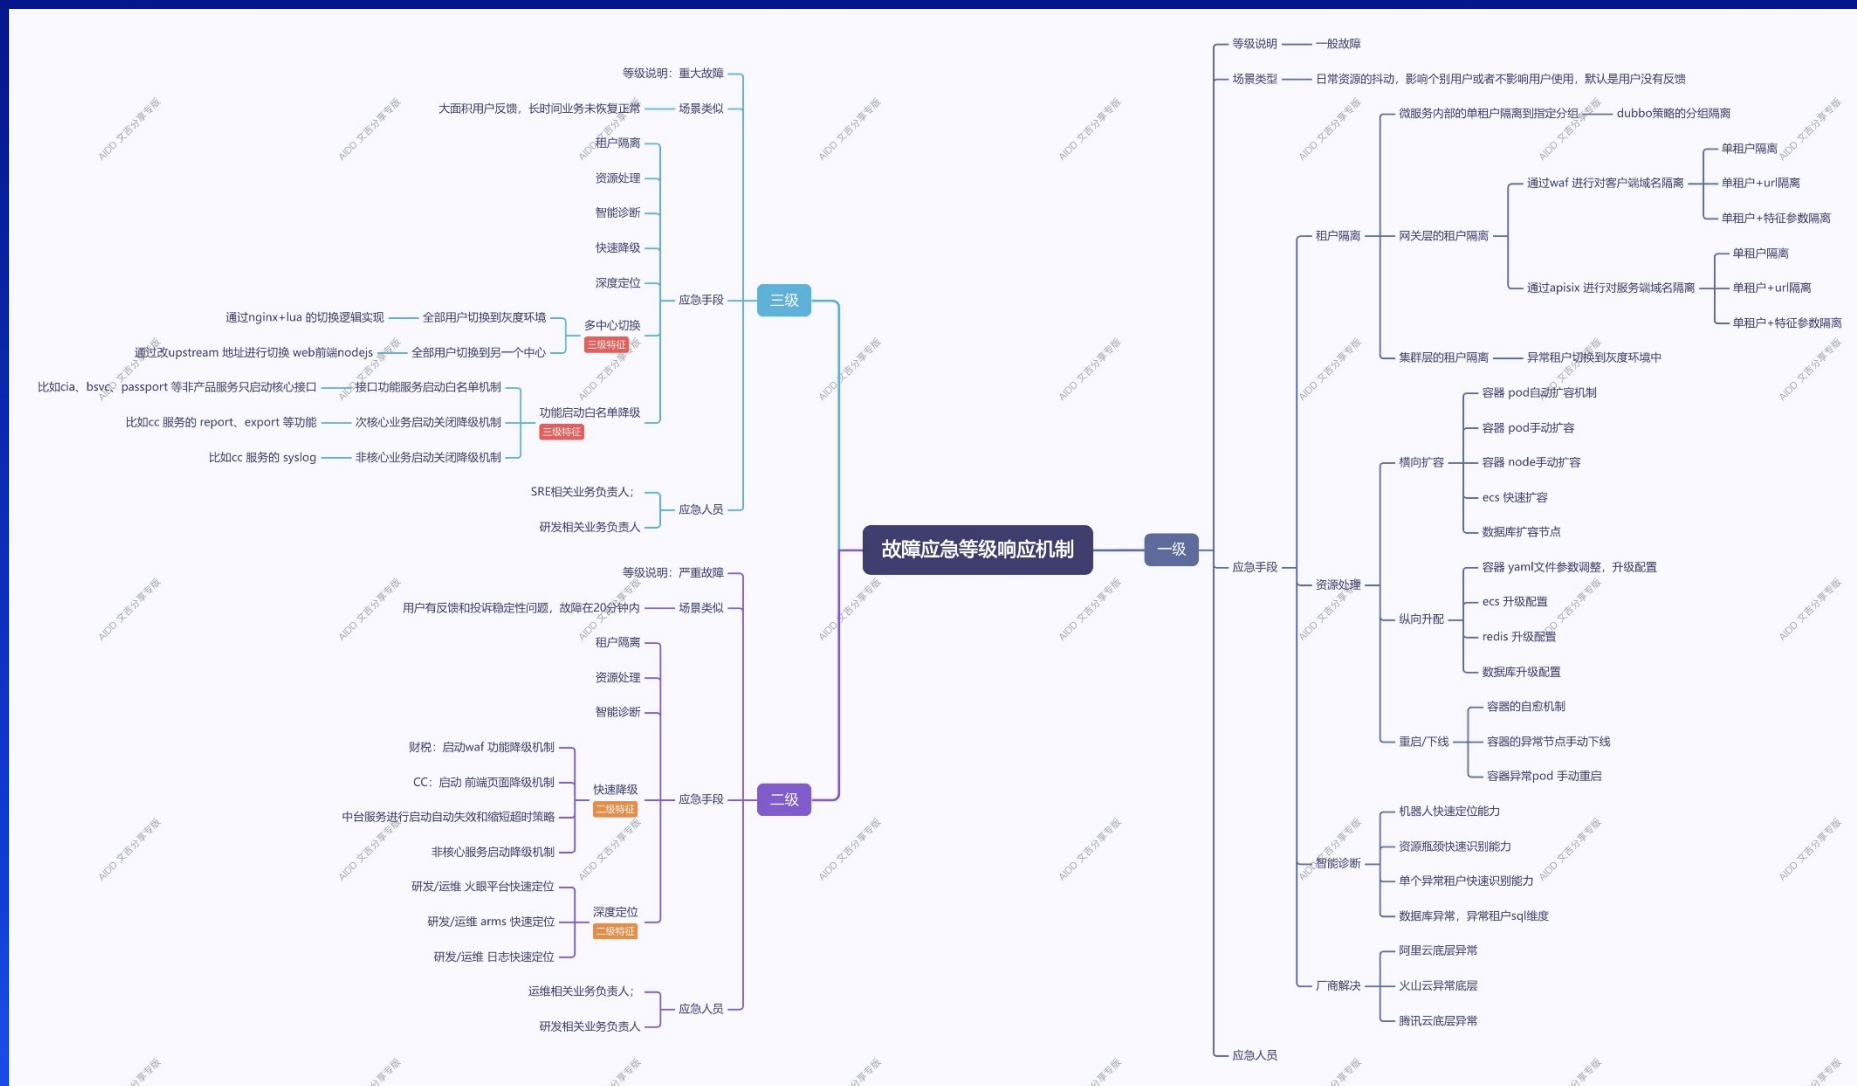 故障应急等级响应机制
一级
等级说明
一般故障
场景类型
日常资源的抖动，影响个别用户或者不影响用户使用，默认是用户没有反馈
应急手段
租户隔离
微服务内部的单租户隔离到指定分组
dubbo策略的分组隔离
网关层的租户隔离
通过waf 进行对客户端域名隔离
单租户隔离
单租户+url隔离
单租户+特征参数隔离
通过apisix 进行对服务端域名隔离
单租户隔离
单租户+url隔离
单租户+特征参数隔离
集群层的租户隔离
异常租户切换到灰度环境中
资源处理
横向扩容
容器 pod自动扩容机制
容器 pod手动扩容
容器 node手动扩容
ecs 快速扩容
数据库扩容节点
纵向升配
容器 yaml文件参数调整，升级配置
ecs 升级配置
redis 升级配置
数据库升级配置
重启/下线
容器的自愈机制
容器的异常节点手动下线
容器异常pod 手动重启
智能诊断
机器人快速定位能力
资源瓶颈快速识别能力
单个异常租户快速识别能力
数据库异常，异常租户sql维度
厂商解决
阿里云底层异常
火山云异常底层
腾讯云底层异常
应急人员
三级
等级说明：重大故障
场景类似
大面积用户反馈，长时间业务未恢复正常
应急手段
租户隔离
资源处理
智能诊断
快速降级
深度定位
多中心切换
三级特征
全部用户切换到灰度环境
通过nginx+lua 的切换逻辑实现
全部用户切换到另一个中心
通过改upstream 地址进行切换 web前端nodejs
功能启动白名单降级
三级特征
接口功能服务启动白名单机制
比如cia、bsvc、passport 等非产品服务只启动核心接口
次核心业务启动关闭降级机制
比如cc 服务的 report、export 等功能
非核心业务启动关闭降级机制
比如cc 服务的 syslog
应急人员
SRE相关业务负责人；
研发相关业务负责人
二级
等级说明：严重故障
场景类似
用户有反馈和投诉稳定性问题，故障在20分钟内
应急手段
租户隔离
资源处理
智能诊断
快速降级
二级特征
财税：启动waf 功能降级机制
CC：启动 前端页面降级机制
中台服务进行启动自动失效和缩短超时策略
非核心服务启动降级机制
深度定位
二级特征
研发/运维 火眼平台快速定位
研发/运维 arms 快速定位
研发/运维 日志快速定位
应急人员
运维相关业务负责人；
研发相关业务负责人
AIDD 文吉分享专版